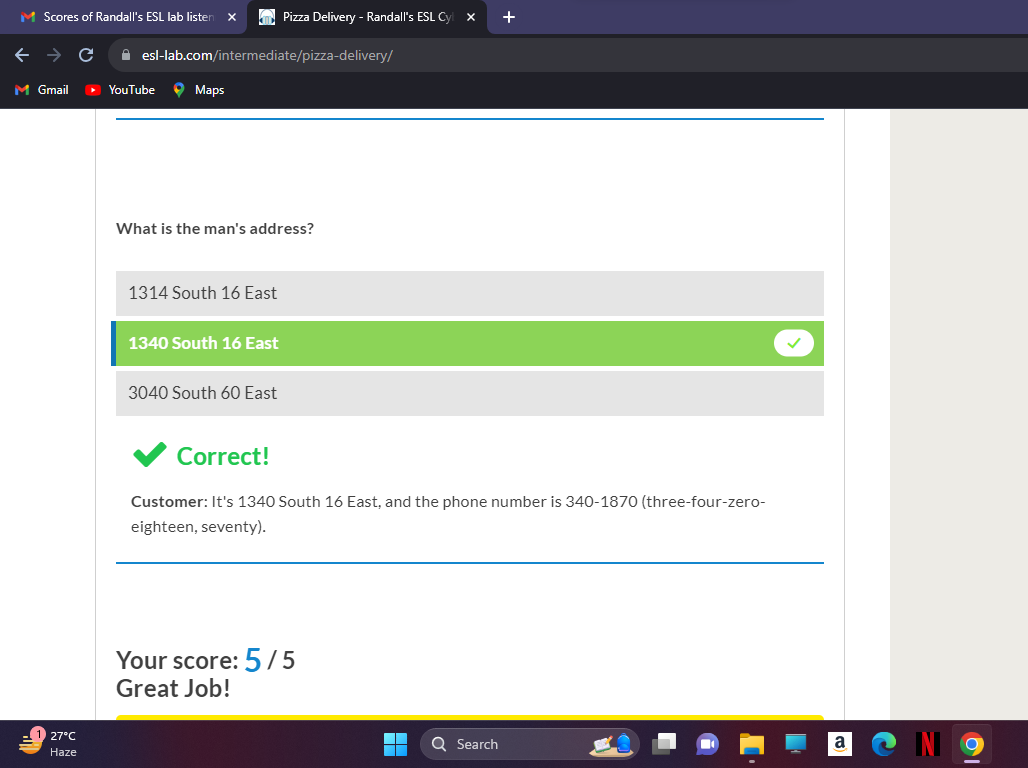 Scores of Randall's ESL lab listen
Pizza Delivery - Randall's ESL Cy
esl-lab.com/intermediate/pizza-delivery/
Gmail
YouTube
Maps
What is the man's address?
1314 South 16 East
1340 South 16 East
3040 South 60 East
Correct!
Customer: It's 1340 South 16 East, and the phone number is 340-1870 (three-four-zero-
eighteen, seventy).
Your score: 5 / 5
Great Job!
1
27°C
Haze
Search
a
N